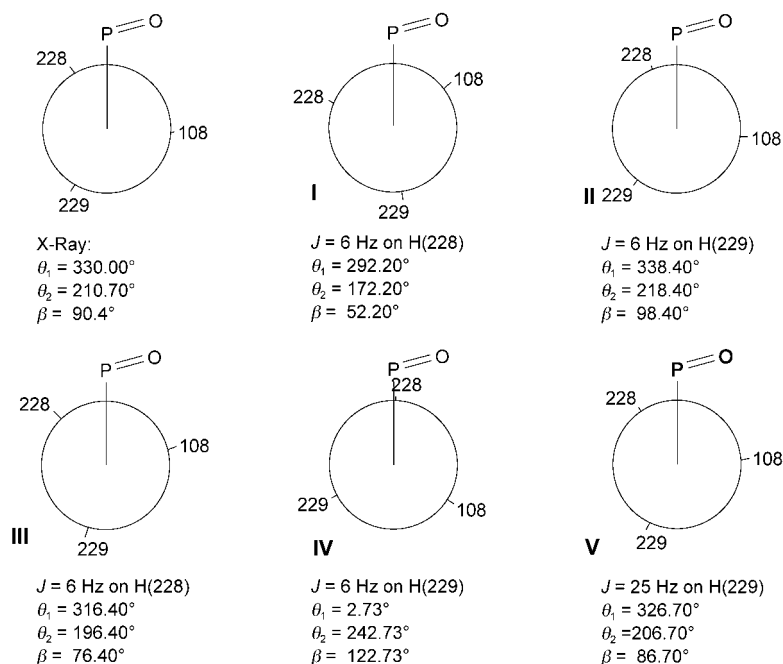 P O
228
108
229
X-Ray:
θ₁ = 330.00°
θ₂ = 210.70°
β = 90.4°
P O
108
228
229
I
J = 6 Hz on H(228)
θ₁ = 292.20°
θ₂ = 172.20°
β = 52.20°
P O
228
108
229
II
J = 6 Hz on H(229)
θ₁ = 338.40°
θ₂ = 218.40°
β = 98.40°
P O
228
108
229
III
J = 6 Hz on H(228)
θ₁ = 316.40°
θ₂ = 196.40°
β = 76.40°
P O
228
229
108
IV
J = 6 Hz on H(229)
θ₁ = 2.73°
θ₂ = 242.73°
β = 122.73°
P O
228
108
229
V
J = 25 Hz on H(229)
θ₁ = 326.70°
θ₂ =206.70°
β = 86.70°